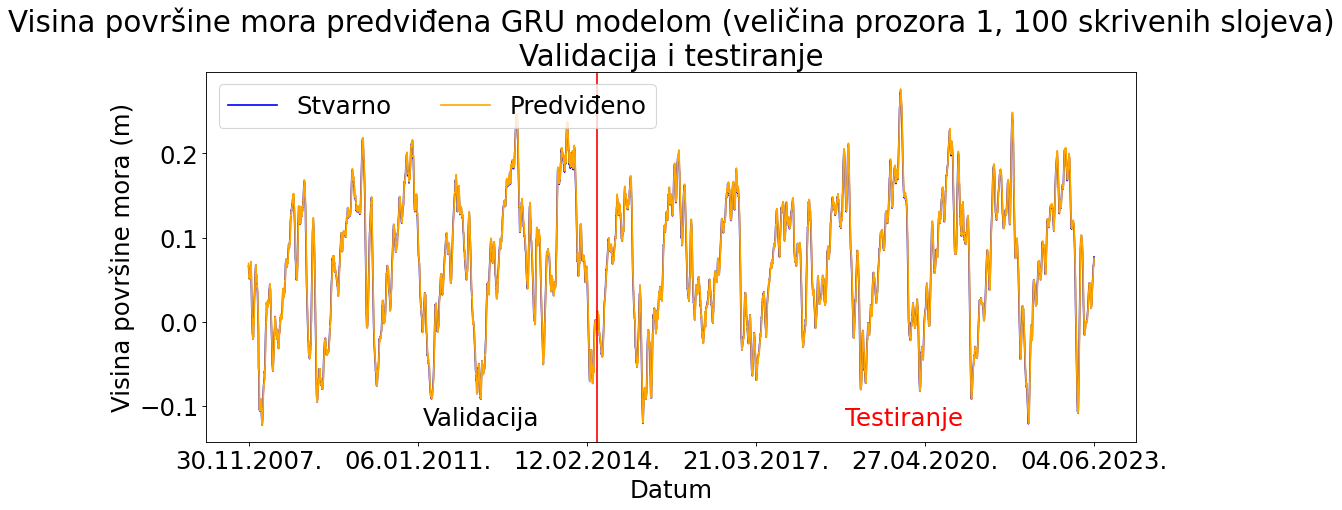 Visina površine mora predviđena GRU modelom (veličina prozora 1, 100 skrivenih slojeva)
Validacija i testiranje
Stvarno
Predviđeno
Visina površine mora (m)
0.2
0.1
0.0
−0.1
Validacija
Testiranje
30.11.2007.
06.01.2011.
12.02.2014.
21.03.2017.
27.04.2020.
04.06.2023.
Datum